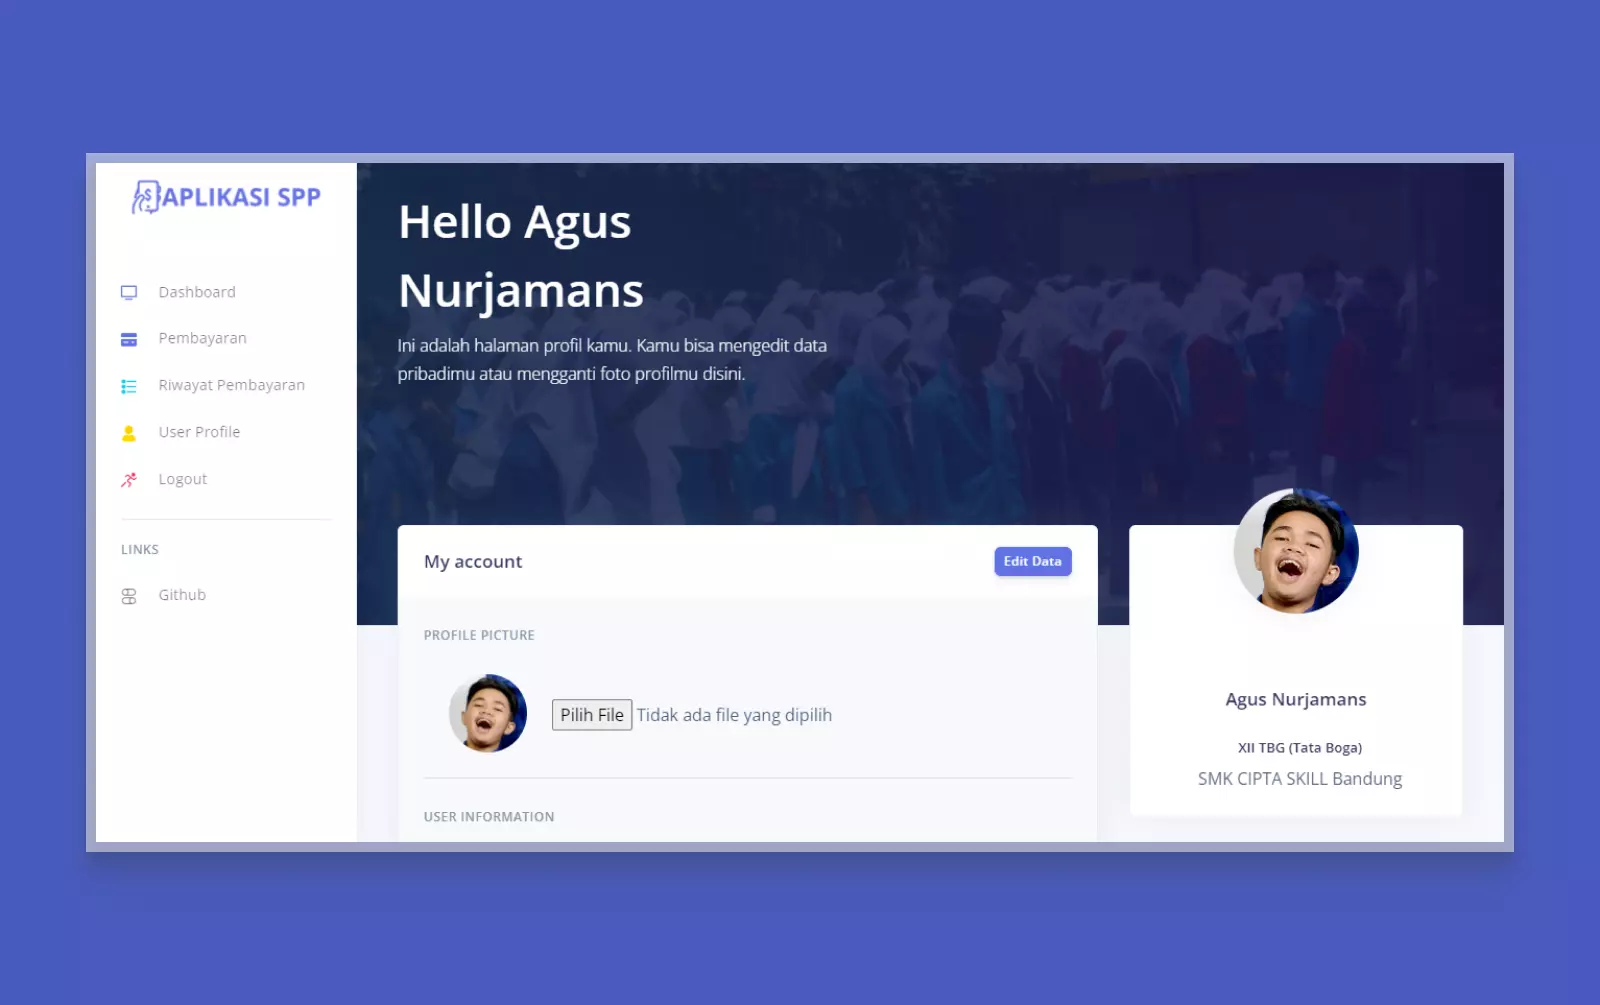 APLIKASI SPP
Dashboard
Pembayaran
Riwayat Pembayaran
User Profile
Logout
LINKS
Github
Hello Agus
Nurjamans
Ini adalah halaman profil kamu. Kamu bisa mengedit data
pribadimu atau mengganti foto profilmu disini.
My account
Edit Data
PROFILE PICTURE
Pilih File Tidak ada file yang dipilih
USER INFORMATION
Agus Nurjamans
XII TBG (Tata Boga)
SMK CIPTA SKILL Bandung